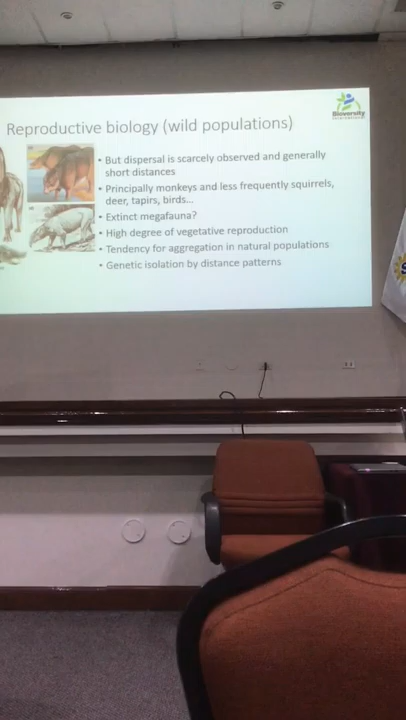 Bioversity
International
Reproductive biology (wild populations)
• But dispersal is scarcely observed and generally
short distances
• Principally monkeys and less frequently squirrels,
deer, tapirs, birds...
• Extinct megafauna?
• High degree of vegetative reproduction
• Tendency for aggregation in natural populations
• Genetic isolation by distance patterns